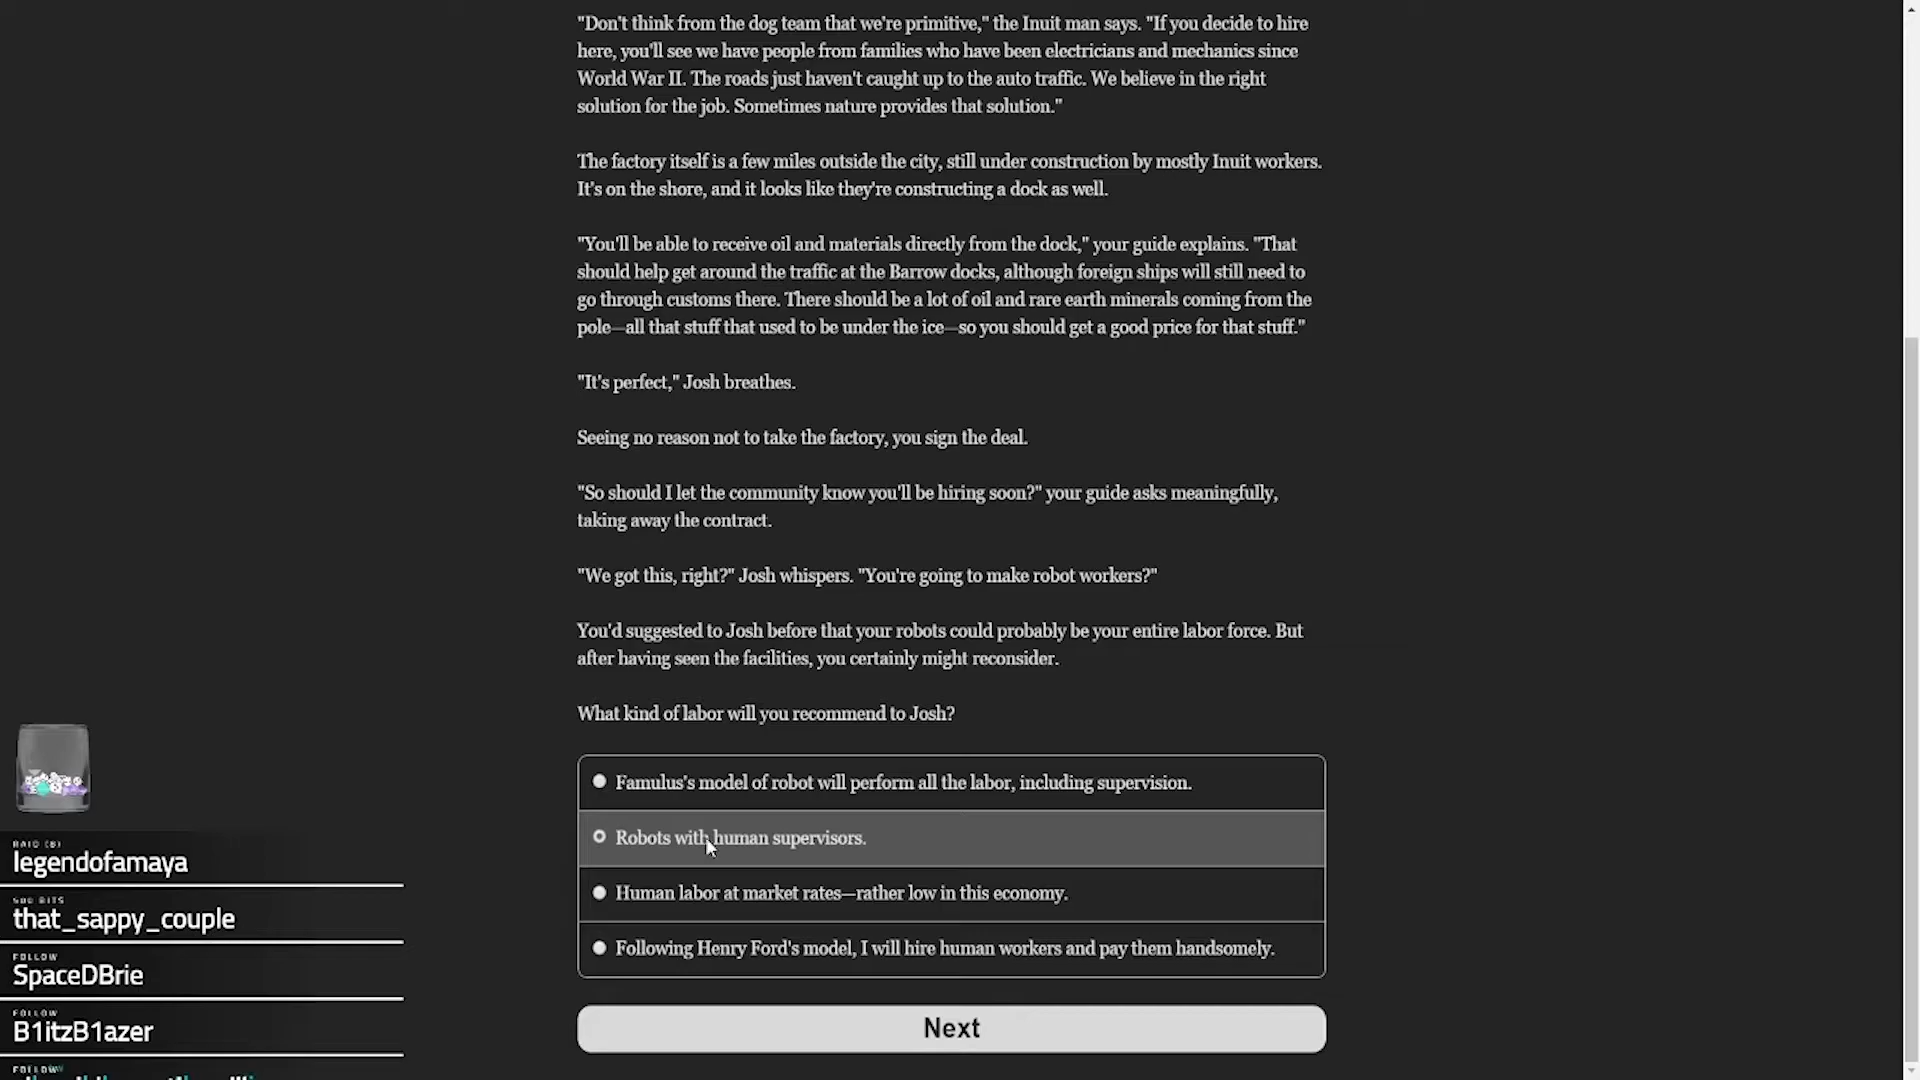 "Don't think from the dog team that we're primitive," the Inuit man says. "If you decide to hire
here, you'll see we have people from families who have been electricians and mechanics since
World War II. The roads just haven't caught up to the auto traffic. We believe in the right
solution for the job. Sometimes nature provides that solution."
The factory itself is a few miles outside the city, still under construction by mostly Inuit workers.
It's on the shore, and it looks like they're constructing a dock as well.
"You'll be able to receive oil and materials directly from the dock," your guide explains. "That
should help get around the traffic at the Barrow docks, although foreign ships will still need to
go through customs there. There should be a lot of oil and rare earth minerals coming from the
pole—all that stuff that used to be under the ice—so you should get a good price for that stuff."
"It's perfect," Josh breathes.
Seeing no reason not to take the factory, you sign the deal.
"So should I let the community know you'll be hiring soon?" your guide asks meaningfully,
taking away the contract.
"We got this, right?" Josh whispers. "You're going to make robot workers?"
You'd suggested to Josh before that your robots could probably be your entire labor force. But
after having seen the facilities, you certainly might reconsider.
What kind of labor will you recommend to Josh?
Famulus's model of robot will perform all the labor, including supervision.
Robots with human supervisors.
Human labor at market rates—rather low in this economy.
Following Henry Ford's model, I will hire human workers and pay them handsomely.
Next
RAID (8)
legendofamaya
500 BITS
that_sappy_couple
FOLLOW
SpaceDBrie
FOLLOW
B1itzB1azer
FOLLOW